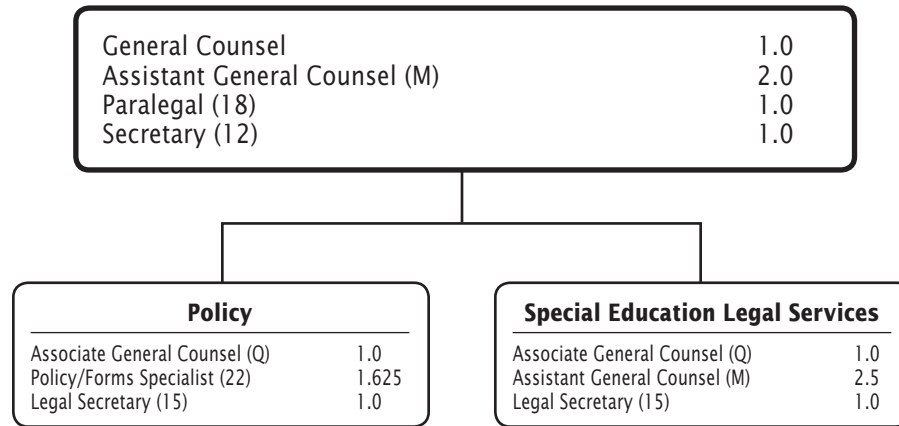 General Counsel 1.0
Assistant General Counsel (M) 2.0
Paralegal (18) 1.0
Secretary (12) 1.0
Policy
Associate General Counsel (Q) 1.0
Policy/Forms Specialist (22) 1.625
Legal Secretary (15) 1.0
Special Education Legal Services
Associate General Counsel (Q) 1.0
Assistant General Counsel (M) 2.5
Legal Secretary (15) 1.0